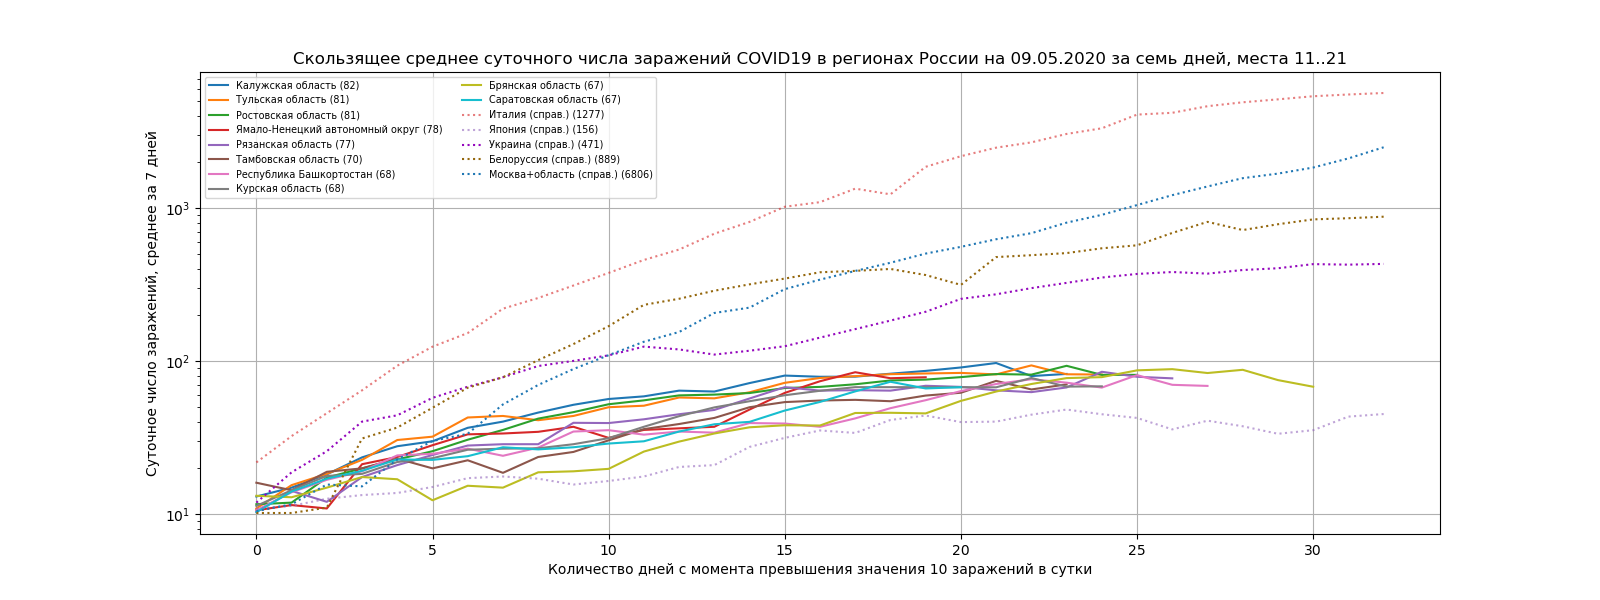 Скользящее среднее суточного числа заражений COVID19 в регионах России на 09.05.2020 за семь дней, места 11..21
Суточное число заражений, среднее за 7 дней
Калужская область (82)
Тульская область (81)
Ростовская область (81)
Ямало-Ненецкий автономный округ (78)
Рязанская область (77)
Тамбовская область (70)
Республика Башкортостан (68)
Курская область (68)
Брянская область (67)
Саратовская область (67)
Италия (справ.) (1277)
Япония (справ.) (156)
Украина (справ.) (471)
Белоруссия (справ.) (889)
Москва+область (справ.) (6806)
10³
10²
10¹
0 5 10 15 20 25 30
Количество дней с момента превышения значения 10 заражений в сутки